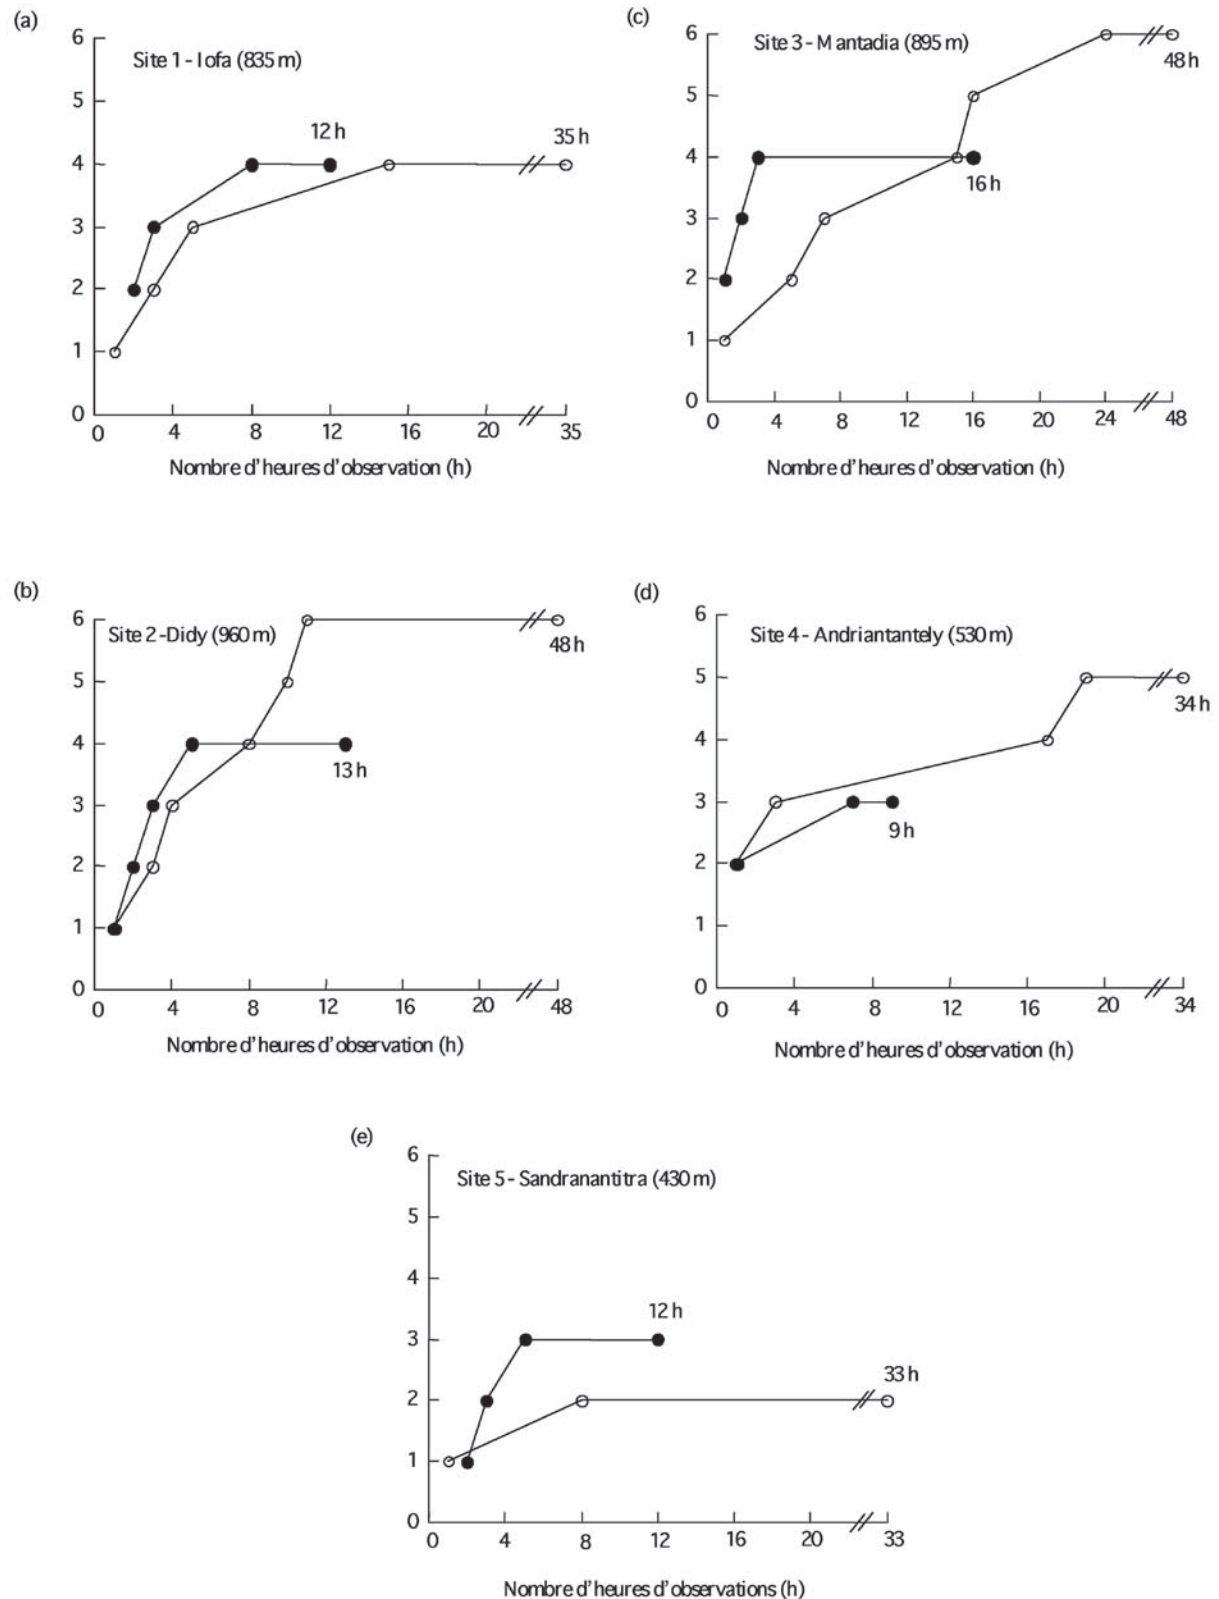 (a)
Site 1 - Iofa (835 m)
6
5
4
3
2
1
0
12 h
35 h
0 4 8 12 16 20 35
Nombre d'heures d'observation (h)
(c)
Site 3 - Mantadia (895 m)
6
5
4
3
2
1
0
48 h
16 h
0 4 8 12 16 20 24 48
Nombre d'heures d'observation (h)
(b)
Site 2 -Didy (960 m)
6
5
4
3
2
1
0
48 h
13 h
0 4 8 12 16 20 48
Nombre d'heures d'observation (h)
(d)
Site 4 - Andriantantely (530 m)
6
5
4
3
2
1
0
34 h
9 h
0 4 8 12 16 20 34
Nombre d'heures d'observation (h)
(e)
Site 5 - Sandranantitra (430 m)
6
5
4
3
2
1
0
12 h
33 h
0 4 8 12 16 20 33
Nombre d'heures d'observations (h)